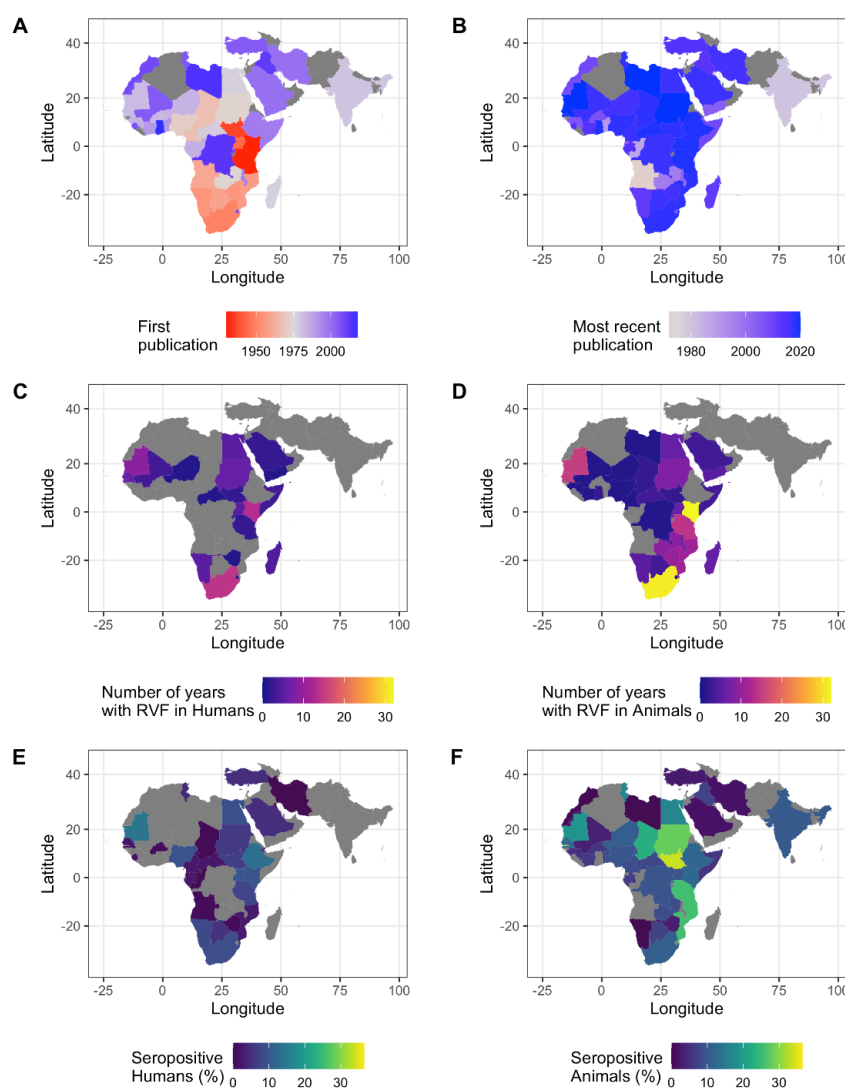 A
B
40
20
0
-20
Latitude
-25
0
25
50
75
100
Longitude
40
20
0
-20
Latitude
-25
0
25
50
75
100
Longitude
First
publication
1950
1975
2000
Most recent
publication
1980
2000
2020
C
D
40
20
0
-20
Latitude
-25
0
25
50
75
100
Longitude
40
20
0
-20
Latitude
-25
0
25
50
75
100
Longitude
Number of years
with RVF in Humans
0
10
20
30
Number of years
with RVF in Animals
0
10
20
30
E
F
40
20
0
-20
Latitude
-25
0
25
50
75
100
Longitude
40
20
0
-20
Latitude
-25
0
25
50
75
100
Longitude
Seropositive
Humans (%)
0
10
20
30
Seropositive
Animals (%)
0
10
20
30